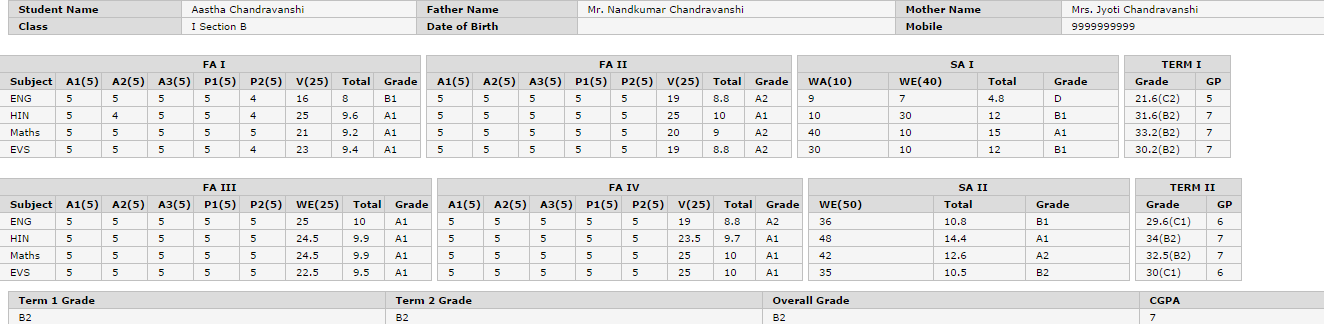 Student Name Aastha Chandravanshi Father Name Mr. Nandkumar Chandravanshi Mother Name Mrs. Jyoti Chandravanshi
Class I Section B Date of Birth Mobile 9999999999
FA I FA II SA I TERM I
Subject A1(5) A2(5) A3(5) P1(5) P2(5) V(25) Total Grade A1(5) A2(5) A3(5) P1(5) P2(5) V(25) Total Grade WA(10) WE(40) Total Grade Grade GP
ENG 5 5 5 5 4 16 8 B1 5 5 5 5 5 19 8.8 A2 9 7 4.8 D 21.6(C2) 5
HIN 5 4 5 5 4 25 9.6 A1 5 5 5 5 5 25 10 A1 10 30 12 B1 31.6(B2) 7
Maths 5 5 5 5 5 21 9.2 A1 5 5 5 5 5 20 9 A2 40 10 15 A1 33.2(B2) 7
EVS 5 5 5 5 4 23 9.4 A1 5 5 5 5 5 19 8.8 A2 30 10 12 B1 30.2(B2) 7
FA III FA IV SA II TERM II
Subject A1(5) A2(5) A3(5) P1(5) P2(5) WE(25) Total Grade A1(5) A2(5) A3(5) P1(5) P2(5) V(25) Total Grade WE(50) Total Grade Grade GP
ENG 5 5 5 5 5 25 10 A1 5 5 5 5 5 19 8.8 A2 36 10.8 B1 29.6(C1) 6
HIN 5 5 5 5 5 24.5 9.9 A1 5 5 5 5 5 23.5 9.7 A1 48 14.4 A1 34(B2) 7
Maths 5 5 5 5 5 24.5 9.9 A1 5 5 5 5 5 25 10 A1 42 12.6 A2 32.5(B2) 7
EVS 5 5 5 5 5 22.5 9.5 A1 5 5 5 5 5 25 10 A1 35 10.5 B2 30(C1) 6
Term 1 Grade Term 2 Grade Overall Grade CGPA
B2 B2 B2 7